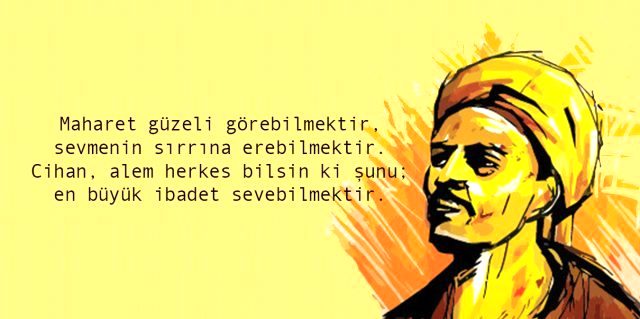 Maharet güzeli görebilmektir,
sevmenin sırrına erebilmektir.
Cihan, alem herkes bilsin ki şunu;
en büyük ibadet sevebilmektir.